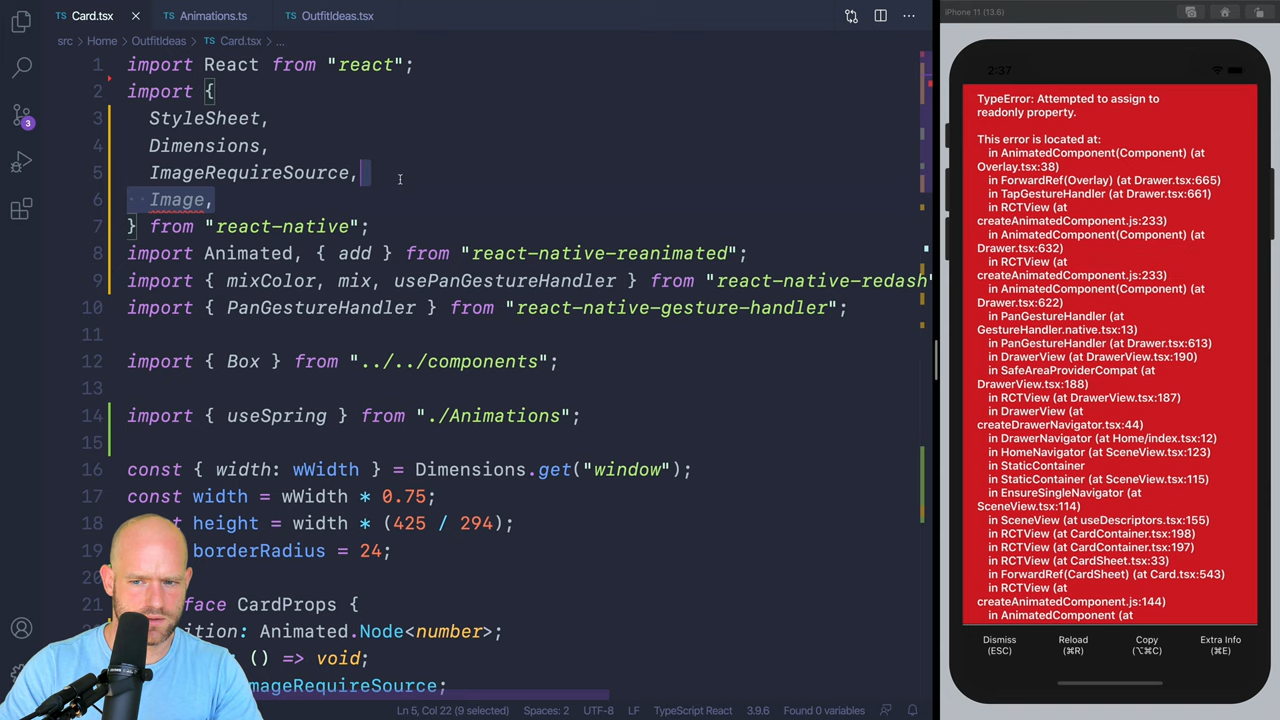 Card.tsx
TS Animations.ts
TS OutfitIdeas.tsx
src > Home > OutfitIdeas > TS Card.tsx > ...
1 import React from "react";
2 import {
3 StyleSheet,
4 Dimensions,
5 ImageRequireSource,
6 Image,
7 } from "react-native";
8 import Animated, { add } from "react-native-reanimated";
9 import { mixColor, mix, usePanGestureHandler } from "react-native-redash"
10 import { PanGestureHandler } from "react-native-gesture-handler";
11
12 import { Box } from "../../components";
13
14 import { useSpring } from "./Animations";
15
16 const { width: wWidth } = Dimensions.get("window");
17 const width = wWidth * 0.75;
18 height = width * (425 / 294);
19 borderRadius = 24;
20
21 face CardProps {
ition: Animated.Node<number>;
() => void;
mageRequireSource;
3
Ln 5, Col 22 (9 selected) Spaces: 2 UTF-8 LF TypeScript React 3.9.6 Found 0 variables
iPhone 11 (13.6)
2:37
TypeError: Attempted to assign to
readonly property.
This error is located at:
in AnimatedComponent(Component) (at
Overlay.tsx:38)
in ForwardRef(Overlay) (at Drawer.tsx:665)
in TapGestureHandler (at Drawer.tsx:661)
in RCTView (at
createAnimatedComponent.js:233)
in AnimatedComponent(Component) (at
Drawer.tsx:632)
in RCTView (at
createAnimatedComponent.js:233)
in AnimatedComponent(Component) (at
Drawer.tsx:622)
in PanGestureHandler (at
GestureHandler.native.tsx:13)
in PanGestureHandler (at Drawer.tsx:613)
in DrawerView (at DrawerView.tsx:190)
in SafeAreaProviderCompat (at
DrawerView.tsx:188)
in RCTView (at DrawerView.tsx:187)
in DrawerView (at
createDrawerNavigator.tsx:44)
in DrawerNavigator (at Home/index.tsx:12)
in HomeNavigator (at SceneView.tsx:123)
in StaticContainer
in StaticContainer (at SceneView.tsx:115)
in EnsureSingleNavigator (at
SceneView.tsx:114)
in SceneView (at useDescriptors.tsx:155)
in RCTView (at CardContainer.tsx:198)
in RCTView (at CardContainer.tsx:197)
in RCTView (at CardSheet.tsx:33)
in ForwardRef(CardSheet) (at Card.tsx:543)
in RCTView (at
createAnimatedComponent.js:144)
in AnimatedComponent (at
Dismiss (ESC)
Reload (⌘R)
Copy (⌥⌘C)
Extra Info (⌘E)